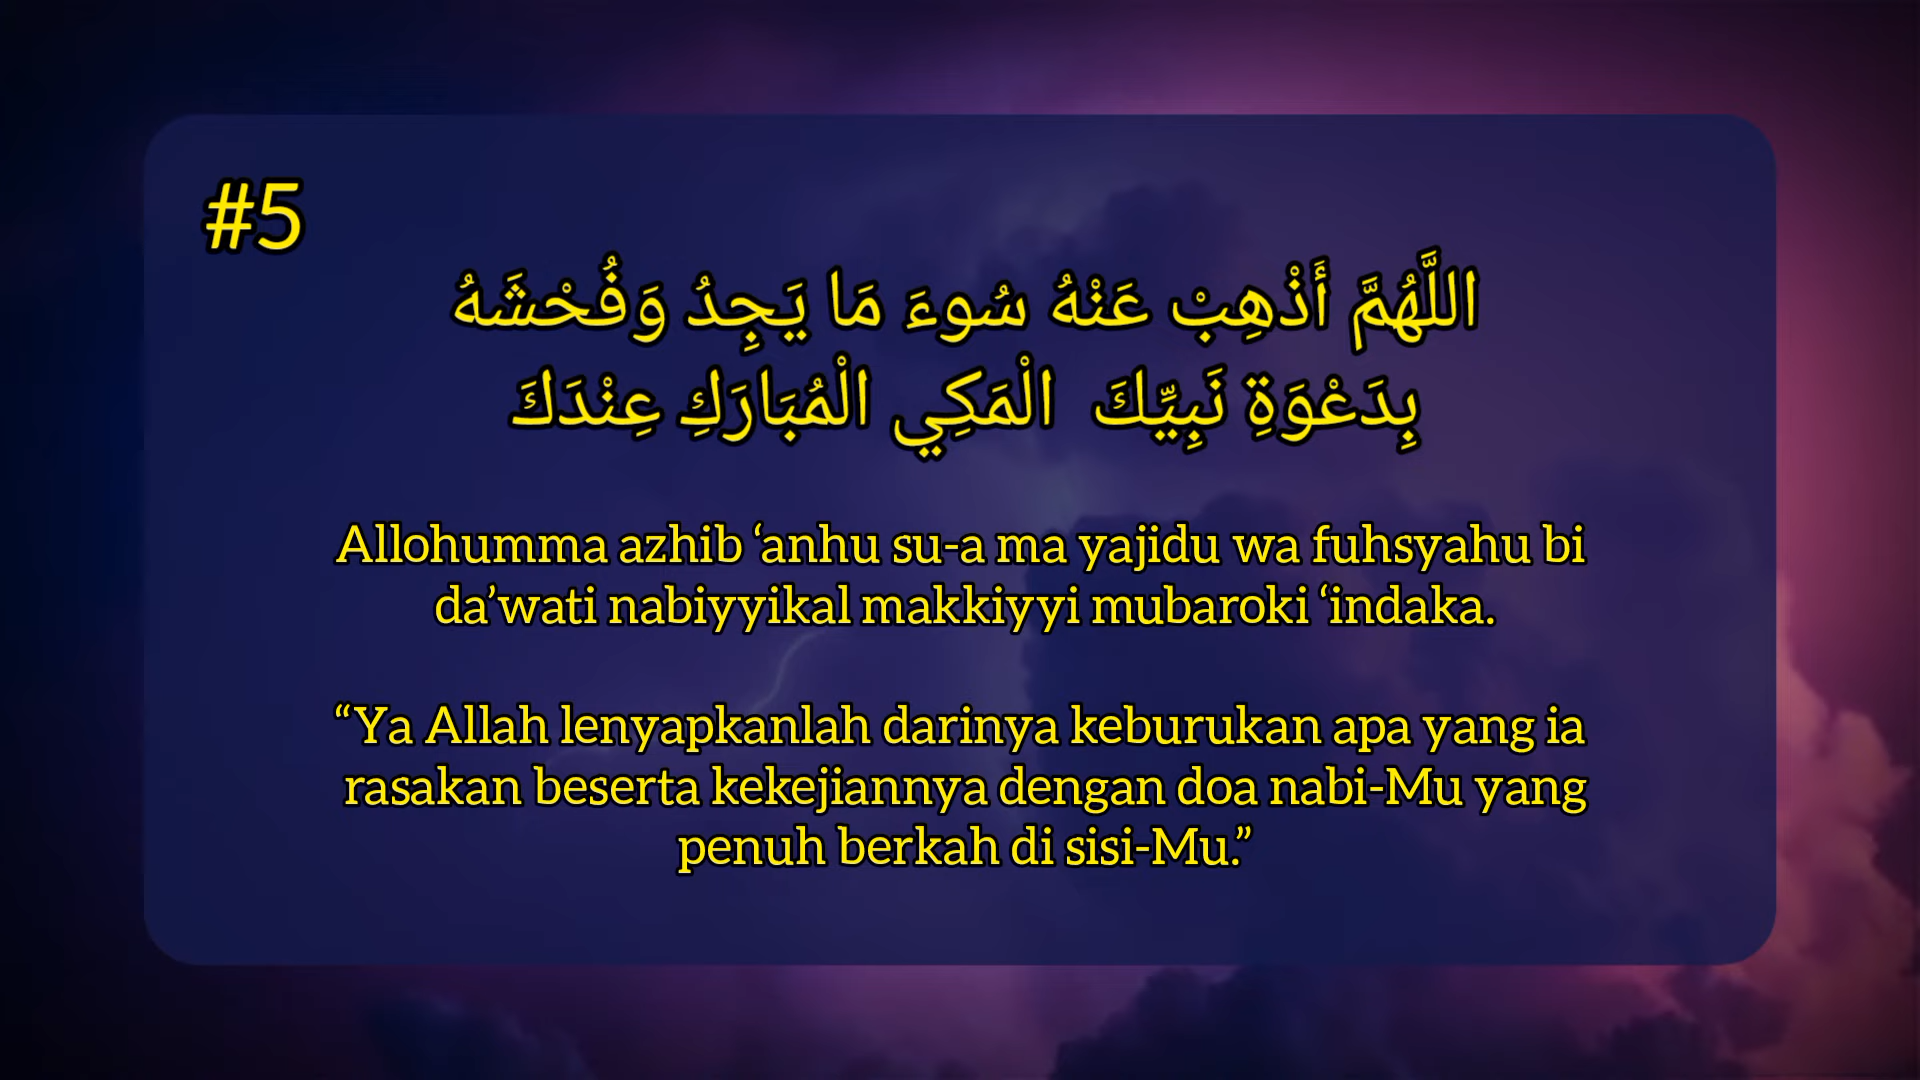 #5
اللَّهُمَّ أَذْهِبْ عَنْهُ سُوءَ مَا يَجِدُ وَفُحْشَهُ
بِدَعْوَةِ نَبِيِّكَ الْمَكِي الْمُبَارَكِ عِنْدَكَ
Allohumma azhib ‘anhu su-a ma yajidu wa fuhsyahu bi
da’wati nabiyyikal makkiyyi mubaroki ‘indaka.
“Ya Allah lenyapkanlah darinya keburukan apa yang ia
rasakan beserta kekejiannya dengan doa nabi-Mu yang
penuh berkah di sisi-Mu.”